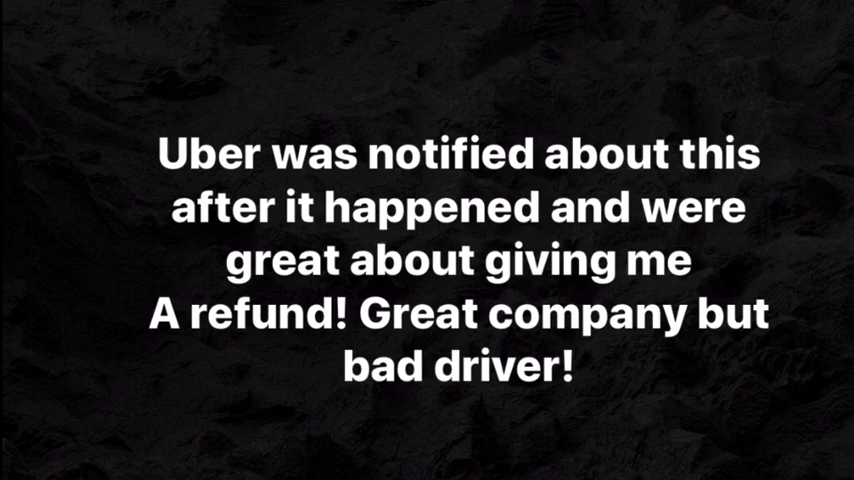 Uber was notified about this
after it happened and were
great about giving me
A refund! Great company but
bad driver!